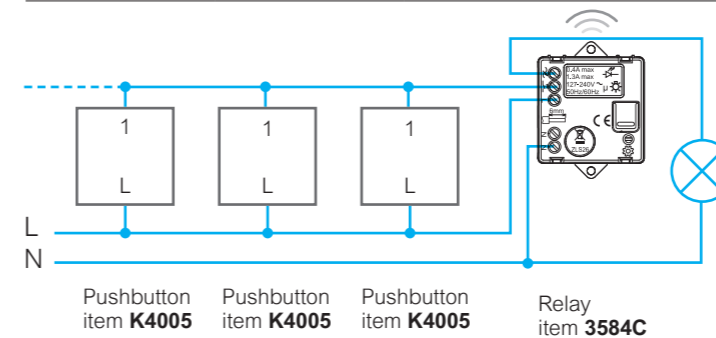 0.4A max
1.3A max
127-240V ~ µ
50Hz/60Hz
6mm
CE
ZLS26
N
N
1
L
1
L
1
L
L
N
Pushbutton
item K4005
Pushbutton
item K4005
Pushbutton
item K4005
Relay
item 3584C